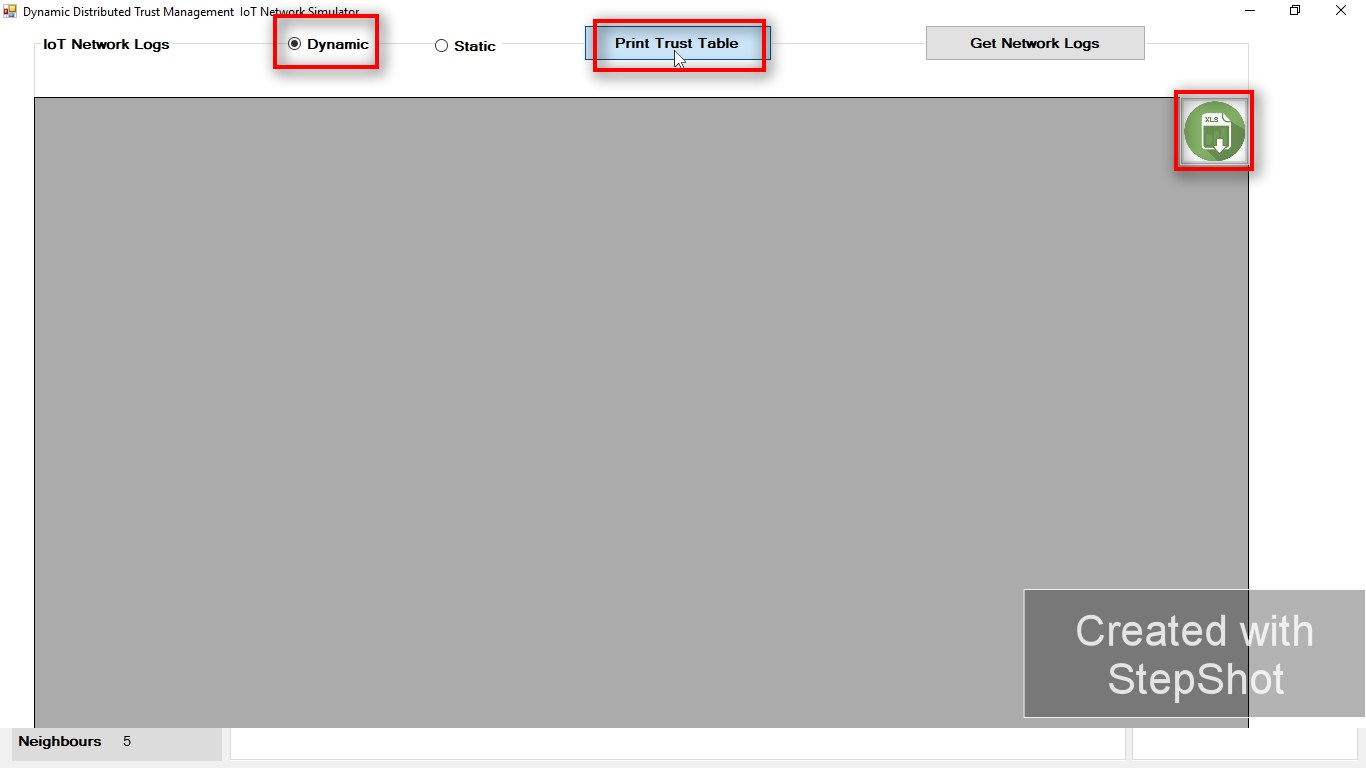 Dynamic Distributed Trust Management IoT Network Simulator
IoT Network Logs
Dynamic
Static
Print Trust Table
Get Network Logs
XLS
Created with
StepShot
Neighbours 5